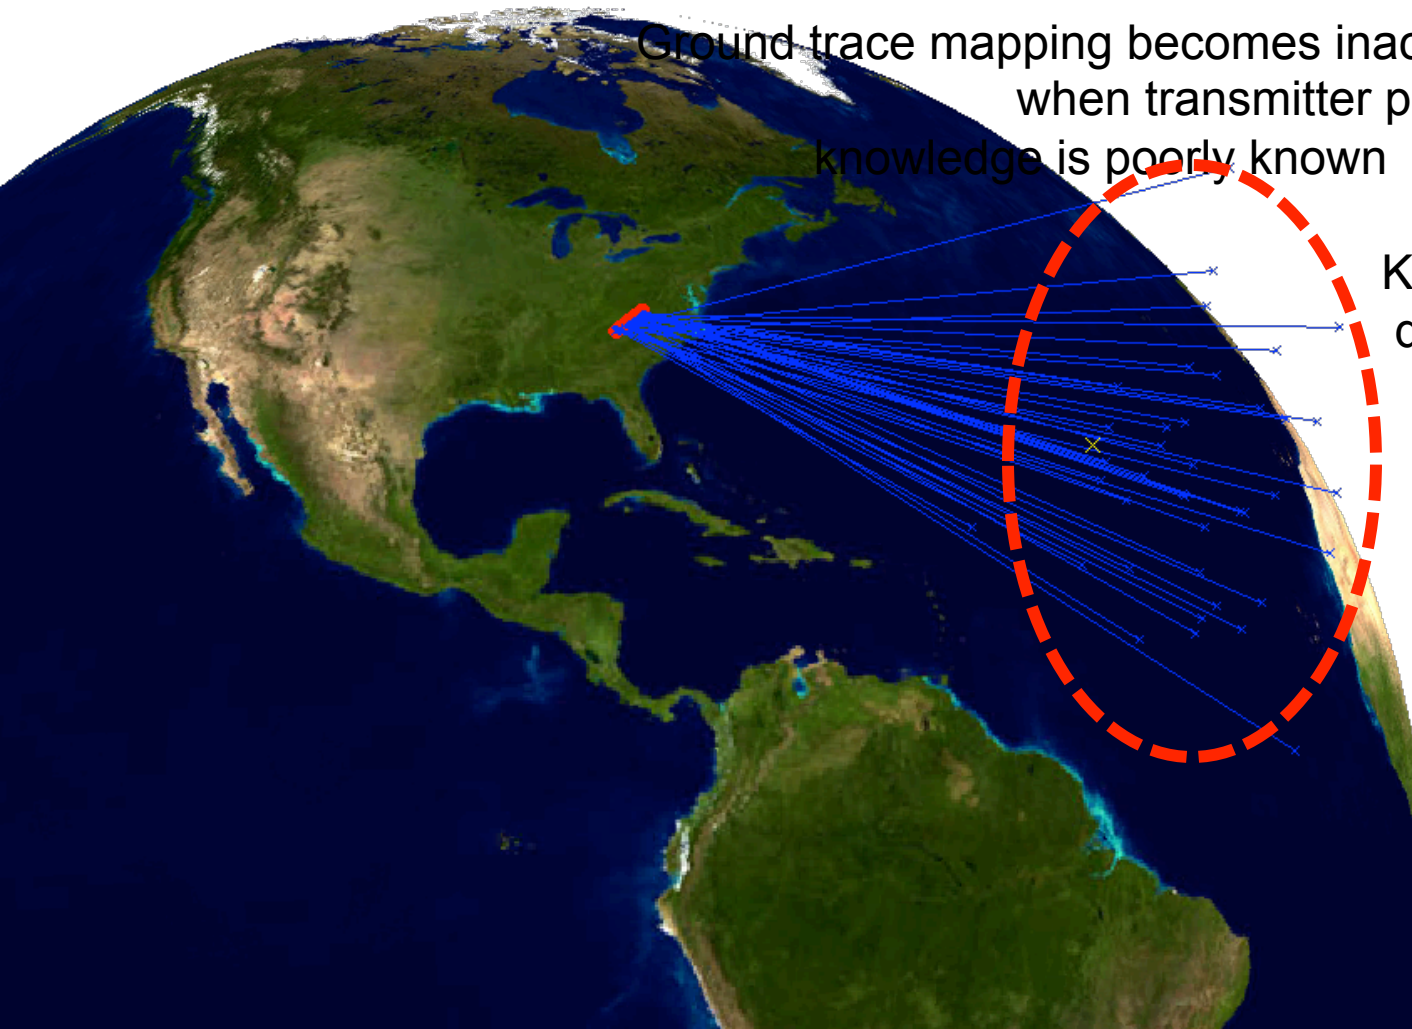 Ground trace mapping becomes inac
when transmitter p
knowledge is poorly known
K
c